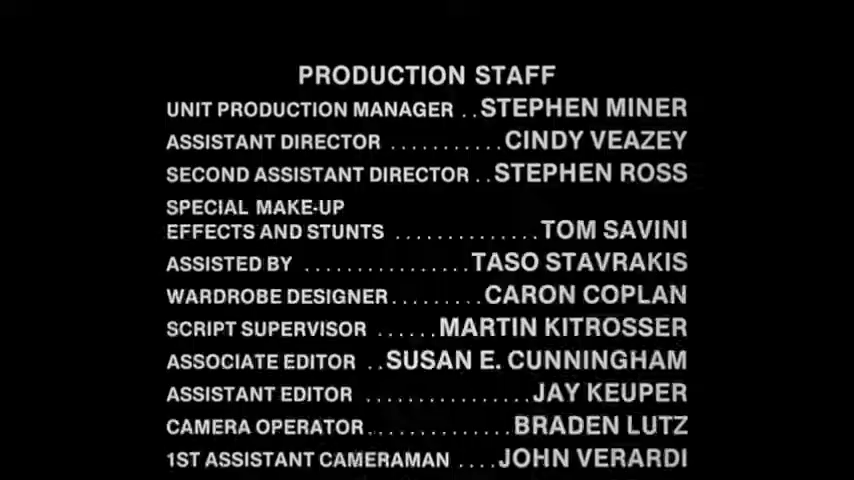 PRODUCTION STAFF
UNIT PRODUCTION MANAGER . . STEPHEN MINER
ASSISTANT DIRECTOR . . . . . . . . . . . CINDY VEAZEY
SECOND ASSISTANT DIRECTOR . . STEPHEN ROSS
SPECIAL MAKE-UP
EFFECTS AND STUNTS . . . . . . . . . . . . . . TOM SAVINI
ASSISTED BY . . . . . . . . . . . . . . . . TASO STAVRAKIS
WARDROBE DESIGNER . . . . . . . . . CARON COPLAN
SCRIPT SUPERVISOR . . . . . . MARTIN KITROSSER
ASSOCIATE EDITOR . . SUSAN E. CUNNINGHAM
ASSISTANT EDITOR . . . . . . . . . . . . . . . . JAY KEUPER
CAMERA OPERATOR . . . . . . . . . . . . . . BRADEN LUTZ
1ST ASSISTANT CAMERAMAN . . . . JOHN VERARDI